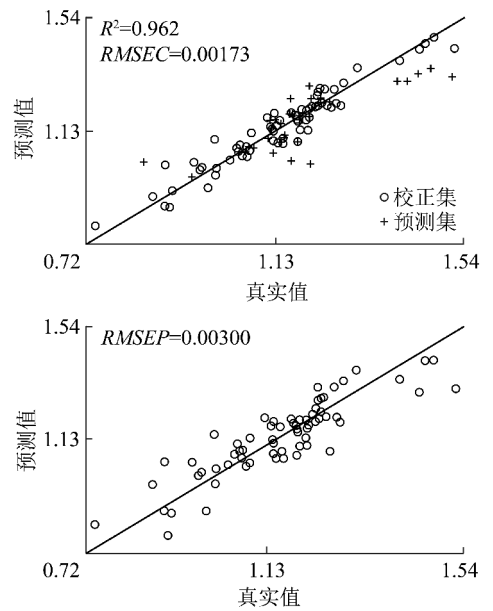 1.54
R²=0.962
RMSEC=0.00173
预测值
1.13
校正集
预测集
0.72
1.13
1.54
真实值
1.54
RMSEP=0.00300
预测值
1.13
0.72
1.13
1.54
真实值